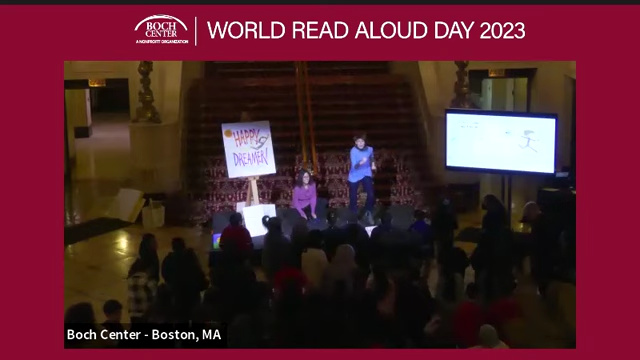 BOCH
CENTER
A NONPROFIT ORGANIZATION
WORLD READ ALOUD DAY 2023
HAPPY
DREAMER!
Boch Center - Boston, MA